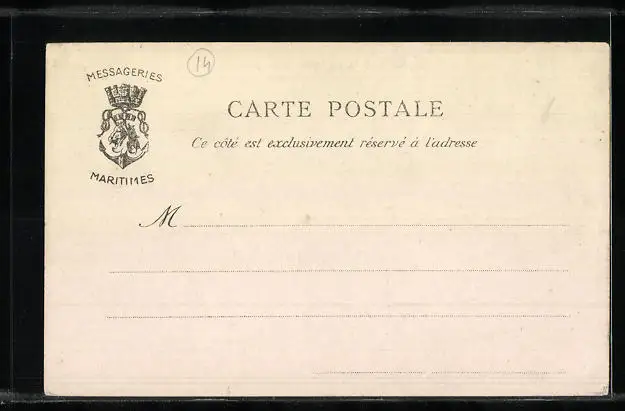 14
MESSAGERIES
MARITIMES
CARTE POSTALE
Ce côté est exclusivement réservé à l'adresse
M